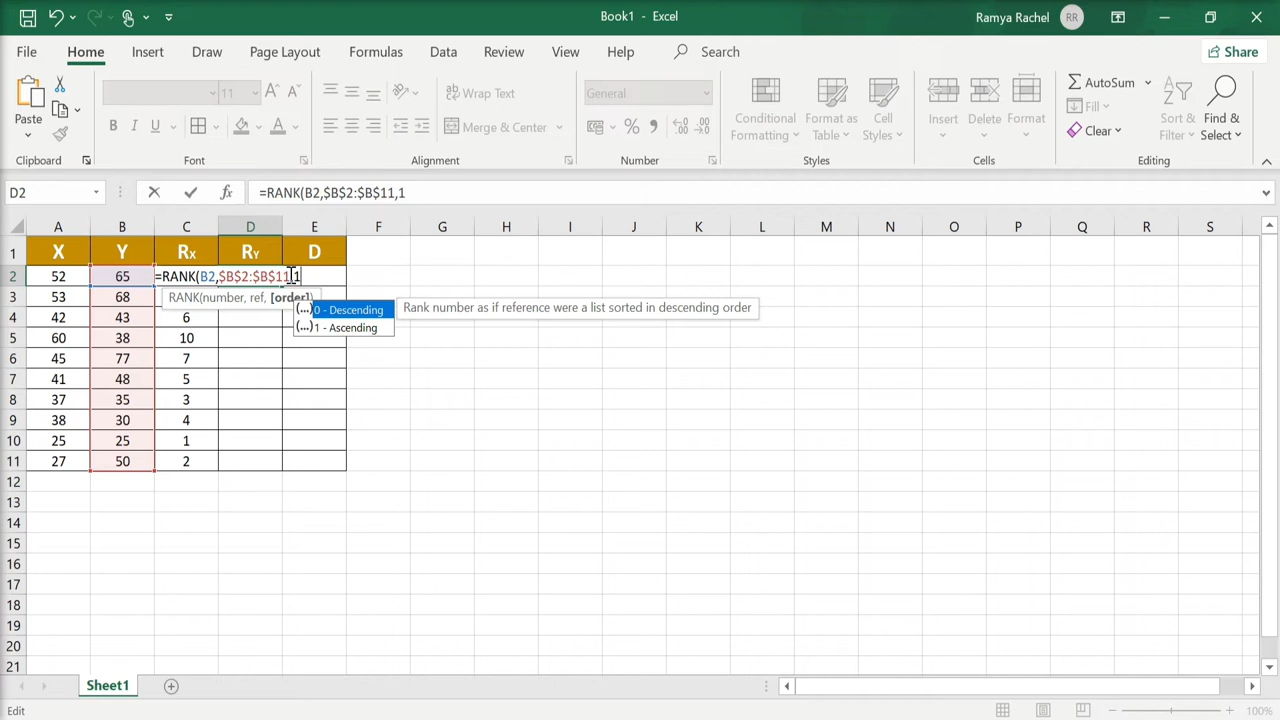 Book1 - Excel
Ramya Rachel RR
File Home Insert Draw Page Layout Formulas Data Review View Help Search Share
Paste
11 A A
B I U A
Wrap Text
Merge & Center
General
% ,
Conditional Formatting
Format as Table
Cell Styles
Insert Delete Format
AutoSum
Fill
Clear
Sort & Filter
Find & Select
Clipboard Font Alignment Number Styles Cells Editing
D2 fx =RANK(B2,$B$2:$B$11,1
A B C D E F G H I J K L M N O P Q R S
1 X Y RX RY D
2 52 65 =RANK(B2,$B$2:$B$11,1
RANK(number, ref, [order])
3 53 68
(...) 0 - Descending
Rank number as if reference were a list sorted in descending order
(...) 1 - Ascending
4 42 43 6
5 60 38 10
6 45 77 7
7 41 48 5
8 37 35 3
9 38 30 4
10 25 25 1
11 27 50 2
12
13
14
15
16
17
18
19
20
21
Sheet1
Edit 100%